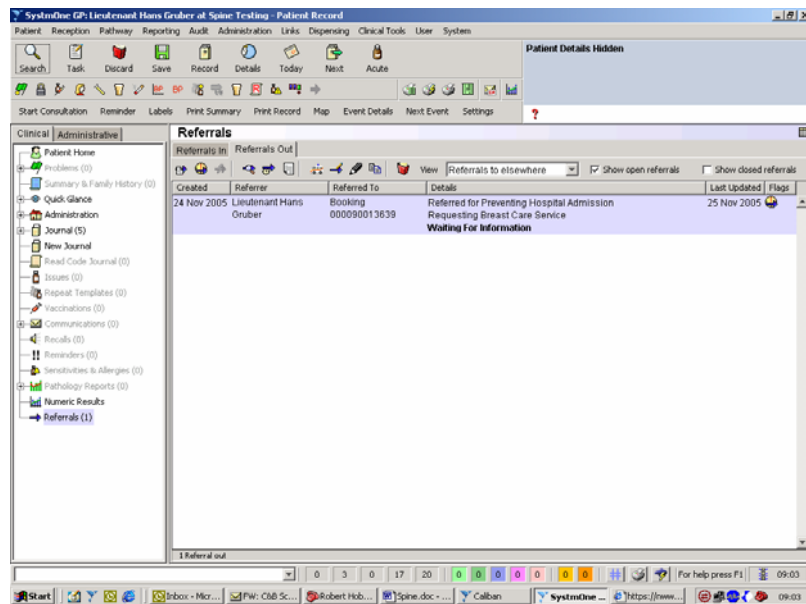 SystmOne GP: Lieutenant Hans Gruber at Spine Testing - Patient Record
Patient Reception Pathway Reporting Audit Administration Links Dispensing Clinical Tools User System
Search Task Discard Save Record Details Today Next Acute
Patient Details Hidden
Start Consultation Reminder Labels Print Summary Print Record Map Event Details Next Event Settings
?
Clinical Administrative
Patient Home
Problems (0)
Summary & Family History (0)
Quick Glance
Administration
Journal (5)
New Journal
Read Code Journal (0)
Issues (0)
Repeat Templates (0)
Vaccinations (0)
Communications (0)
Recalls (0)
Reminders (0)
Sensitivities & Allergies (0)
Pathology Reports (0)
Numeric Results
Referrals (1)
Referrals
Referrals In Referrals Out
View Referrals to elsewhere Show open referrals Show closed referrals
Created Referrer Referred To Details Last Updated Flags
24 Nov 2005 Lieutenant Hans Booking Referred for Preventing Hospital Admission 25 Nov 2005
Gruber 000090013639 Requesting Breast Care Service
Waiting For Information
1 Referral out
0 3 0 17 20 0 0 0 0 0 0 0 For help press F1 09:03
Start Inbox - Micr... FW: C&B Sc... Robert Hob... Spine.doc - ... Caliban SystmOne ... https://nww... 09:03